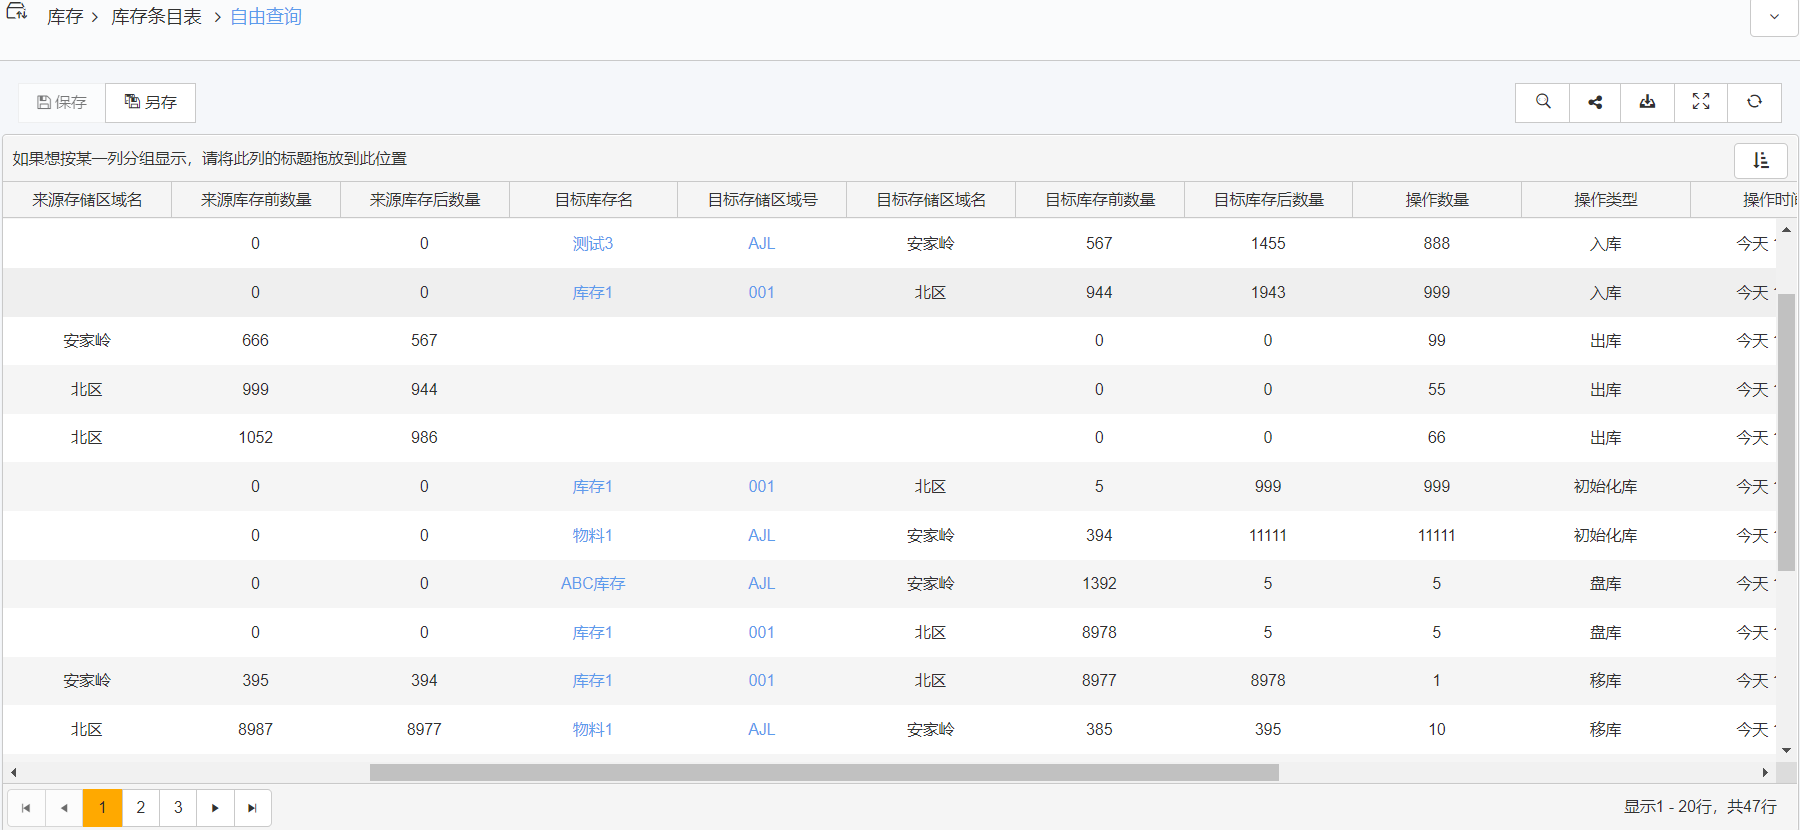 库存 > 库存条目表 > 自由查询
保存 另存
如果想按某一列分组显示，请将此列的标题拖放到此位置
来源存储区域名 来源库存前数量 来源库存后数量 目标库存名 目标存储区域号 目标存储区域名 目标库存前数量 目标库存后数量 操作数量 操作类型 操作时间
0 0 测试3 AJL 安家岭 567 1455 888 入库 今天
0 0 库存1 001 北区 944 1943 999 入库 今天
安家岭 666 567 0 0 99 出库 今天
北区 999 944 0 0 55 出库 今天
北区 1052 986 0 0 66 出库 今天
0 0 库存1 001 北区 5 999 999 初始化库 今天
0 0 物料1 AJL 安家岭 394 11111 11111 初始化库 今天
0 0 ABC库存 AJL 安家岭 1392 5 5 盘库 今天
0 0 库存1 001 北区 8978 5 5 盘库 今天
安家岭 395 394 库存1 001 北区 8977 8978 1 移库 今天
北区 8987 8977 物料1 AJL 安家岭 385 395 10 移库 今天
1 2 3 显示1 - 20行，共47行